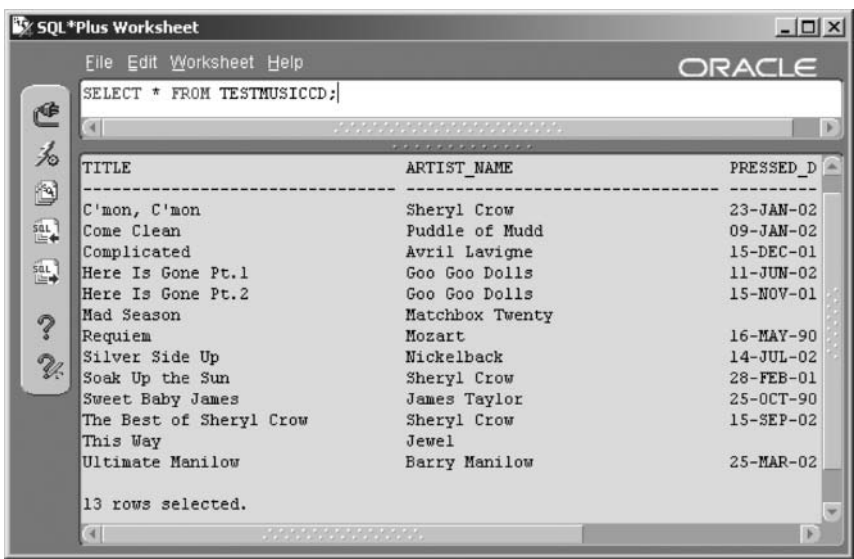 SQL*Plus Worksheet
File Edit Worksheet Help
ORACLE
SELECT * FROM TESTMUSICCD;
TITLE ARTIST_NAME PRESSED_D
------------------------------ ------------------------------ ---------
C'mon, C'mon Sheryl Crow 23-JAN-02
Come Clean Puddle of Mudd 09-JAN-02
Complicated Avril Lavigne 15-DEC-01
Here Is Gone Pt.1 Goo Goo Dolls 11-JUN-02
Here Is Gone Pt.2 Goo Goo Dolls 15-NOV-01
Mad Season Matchbox Twenty
Requiem Mozart 16-MAY-90
Silver Side Up Nickelback 14-JUL-02
Soak Up the Sun Sheryl Crow 28-FEB-01
Sweet Baby James James Taylor 25-OCT-90
The Best of Sheryl Crow Sheryl Crow 15-SEP-02
This Way Jewel
Ultimate Manilow Barry Manilow 25-MAR-02
13 rows selected.
SQL
SQL